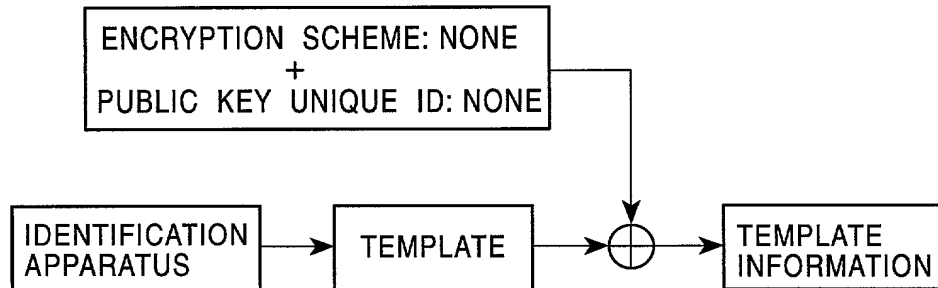 ENCRYPTION SCHEME: NONE
+
PUBLIC KEY UNIQUE ID: NONE
IDENTIFICATION
APPARATUS
TEMPLATE
TEMPLATE
INFORMATION